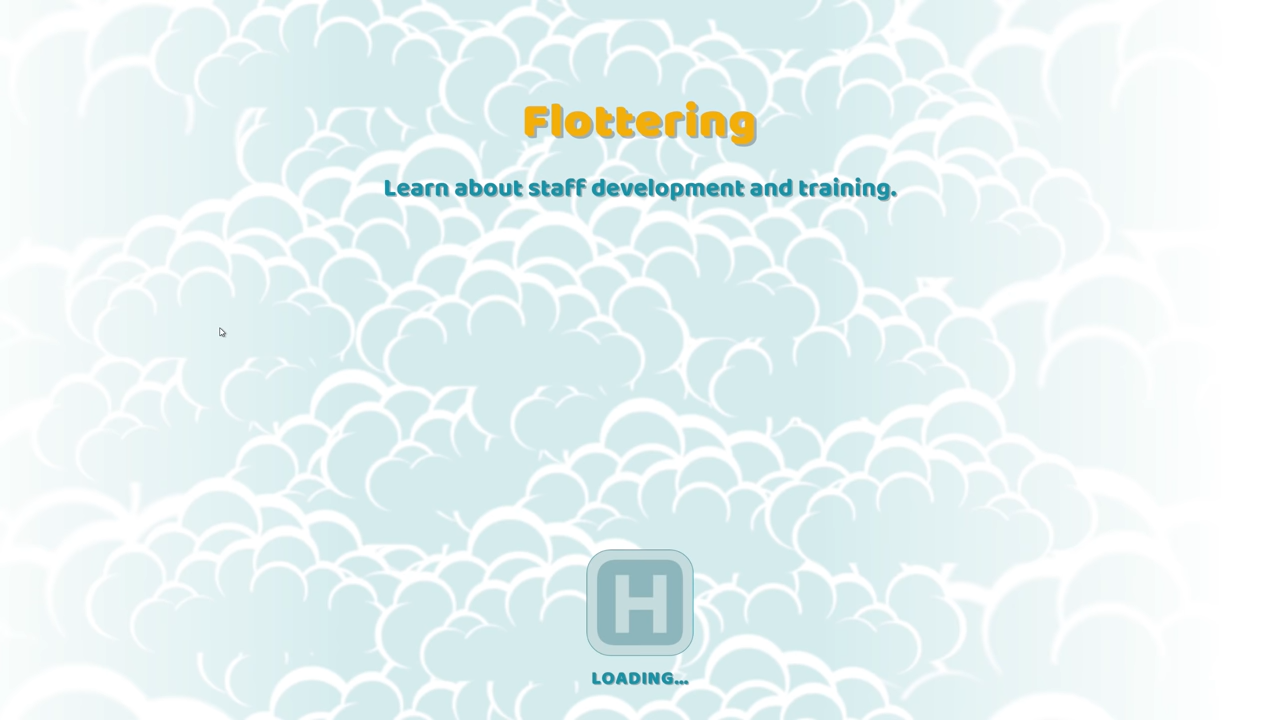 Flottering
Learn about staff development and training.
H
LOADING...